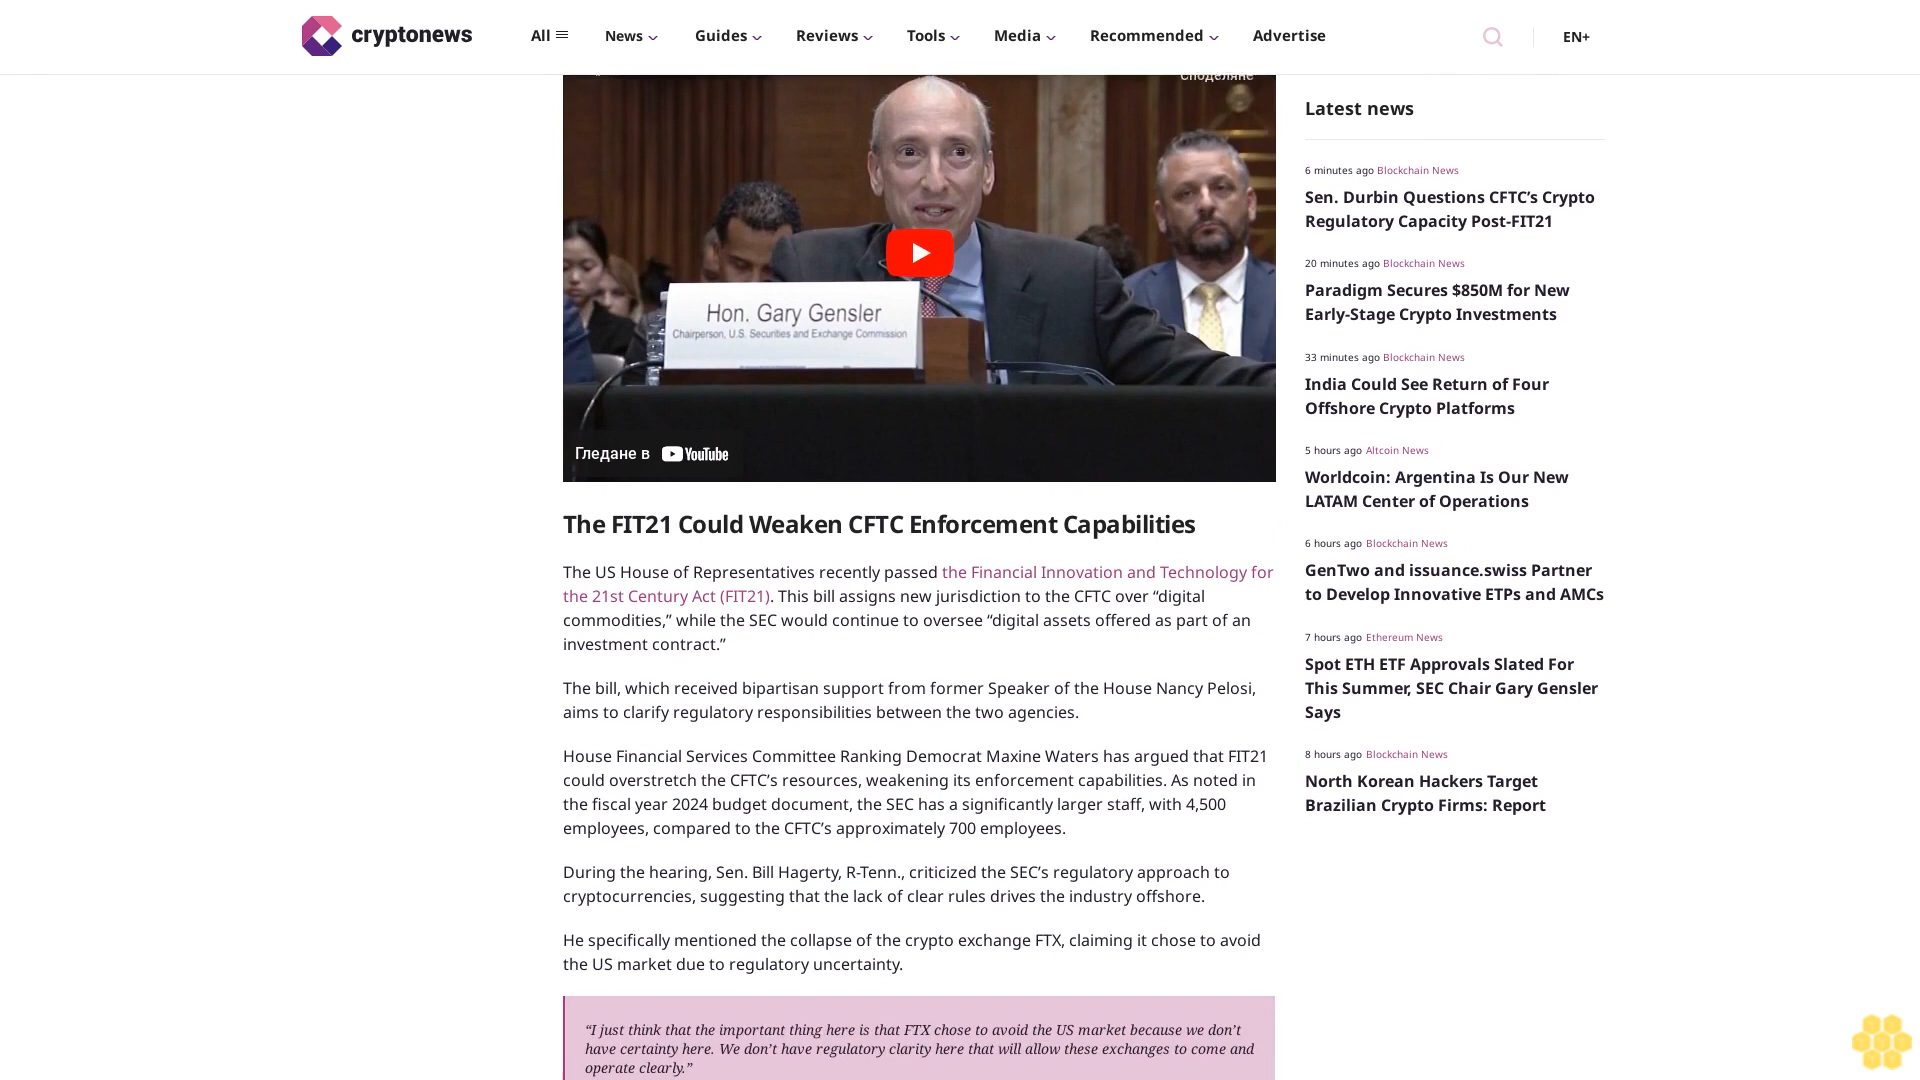 cryptonews
All
News
Guides
Reviews
Tools
Media
Recommended
Advertise
EN+
Споделяне
Hon. Gary Gensler
Chairperson, U.S. Securities and Exchange Commission
Гледане в YouTube
The FIT21 Could Weaken CFTC Enforcement Capabilities
The US House of Representatives recently passed the Financial Innovation and Technology for
the 21st Century Act (FIT21). This bill assigns new jurisdiction to the CFTC over “digital
commodities,” while the SEC would continue to oversee “digital assets offered as part of an
investment contract.”
The bill, which received bipartisan support from former Speaker of the House Nancy Pelosi,
aims to clarify regulatory responsibilities between the two agencies.
House Financial Services Committee Ranking Democrat Maxine Waters has argued that FIT21
could overstretch the CFTC’s resources, weakening its enforcement capabilities. As noted in
the fiscal year 2024 budget document, the SEC has a significantly larger staff, with 4,500
employees, compared to the CFTC’s approximately 700 employees.
During the hearing, Sen. Bill Hagerty, R-Tenn., criticized the SEC’s regulatory approach to
cryptocurrencies, suggesting that the lack of clear rules drives the industry offshore.
He specifically mentioned the collapse of the crypto exchange FTX, claiming it chose to avoid
the US market due to regulatory uncertainty.
“I just think that the important thing here is that FTX chose to avoid the US market because we don’t
have certainty here. We don’t have regulatory clarity here that will allow these exchanges to come and
operate clearly.”
Latest news
6 minutes ago Blockchain News
Sen. Durbin Questions CFTC’s Crypto
Regulatory Capacity Post-FIT21
20 minutes ago Blockchain News
Paradigm Secures $850M for New
Early-Stage Crypto Investments
33 minutes ago Blockchain News
India Could See Return of Four
Offshore Crypto Platforms
5 hours ago Altcoin News
Worldcoin: Argentina Is Our New
LATAM Center of Operations
6 hours ago Blockchain News
GenTwo and issuance.swiss Partner
to Develop Innovative ETPs and AMCs
7 hours ago Ethereum News
Spot ETH ETF Approvals Slated For
This Summer, SEC Chair Gary Gensler
Says
8 hours ago Blockchain News
North Korean Hackers Target
Brazilian Crypto Firms: Report